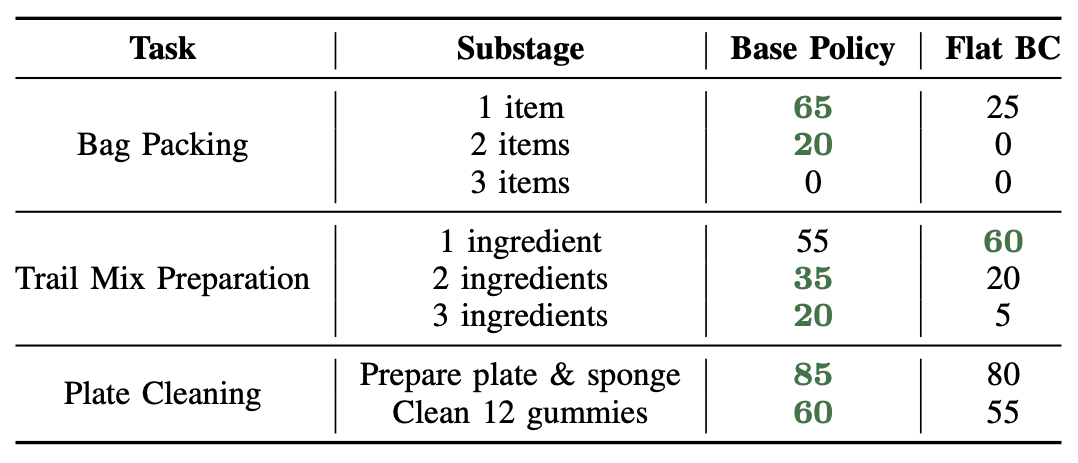 Task Substage Base Policy Flat BC
1 item 65 25
Bag Packing 2 items 20 0
3 items 0 0
1 ingredient 55 60
Trail Mix Preparation 2 ingredients 35 20
3 ingredients 20 5
Prepare plate & sponge 85 80
Plate Cleaning
Clean 12 gummies 60 55